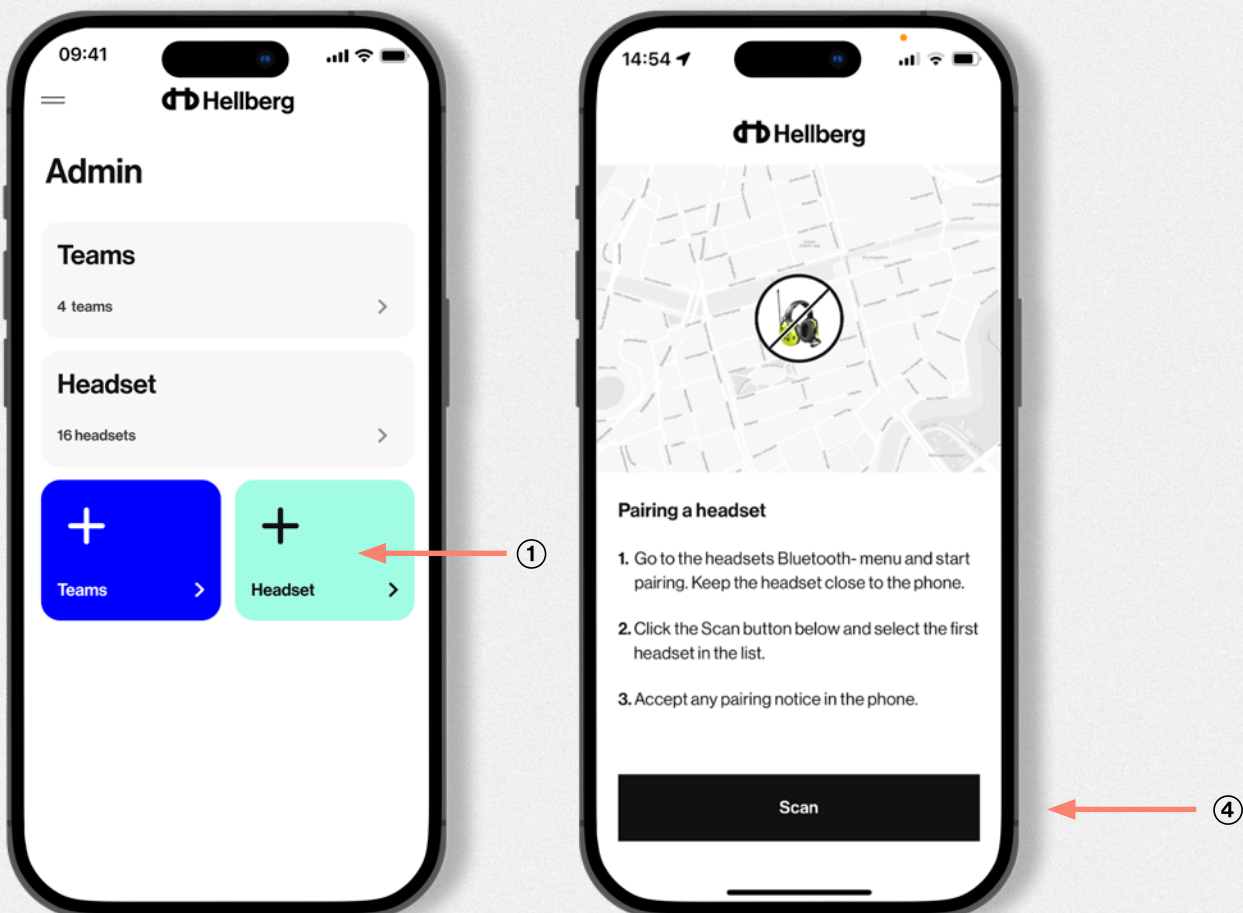 09:41
Hellberg
Admin
Teams
4 teams
Headset
16 headsets
Teams
Headset
①
14:54
Hellberg
Pairing a headset
1. Go to the headsets Bluetooth- menu and start
pairing. Keep the headset close to the phone.
2. Click the Scan button below and select the first
headset in the list.
3. Accept any pairing notice in the phone.
Scan
④